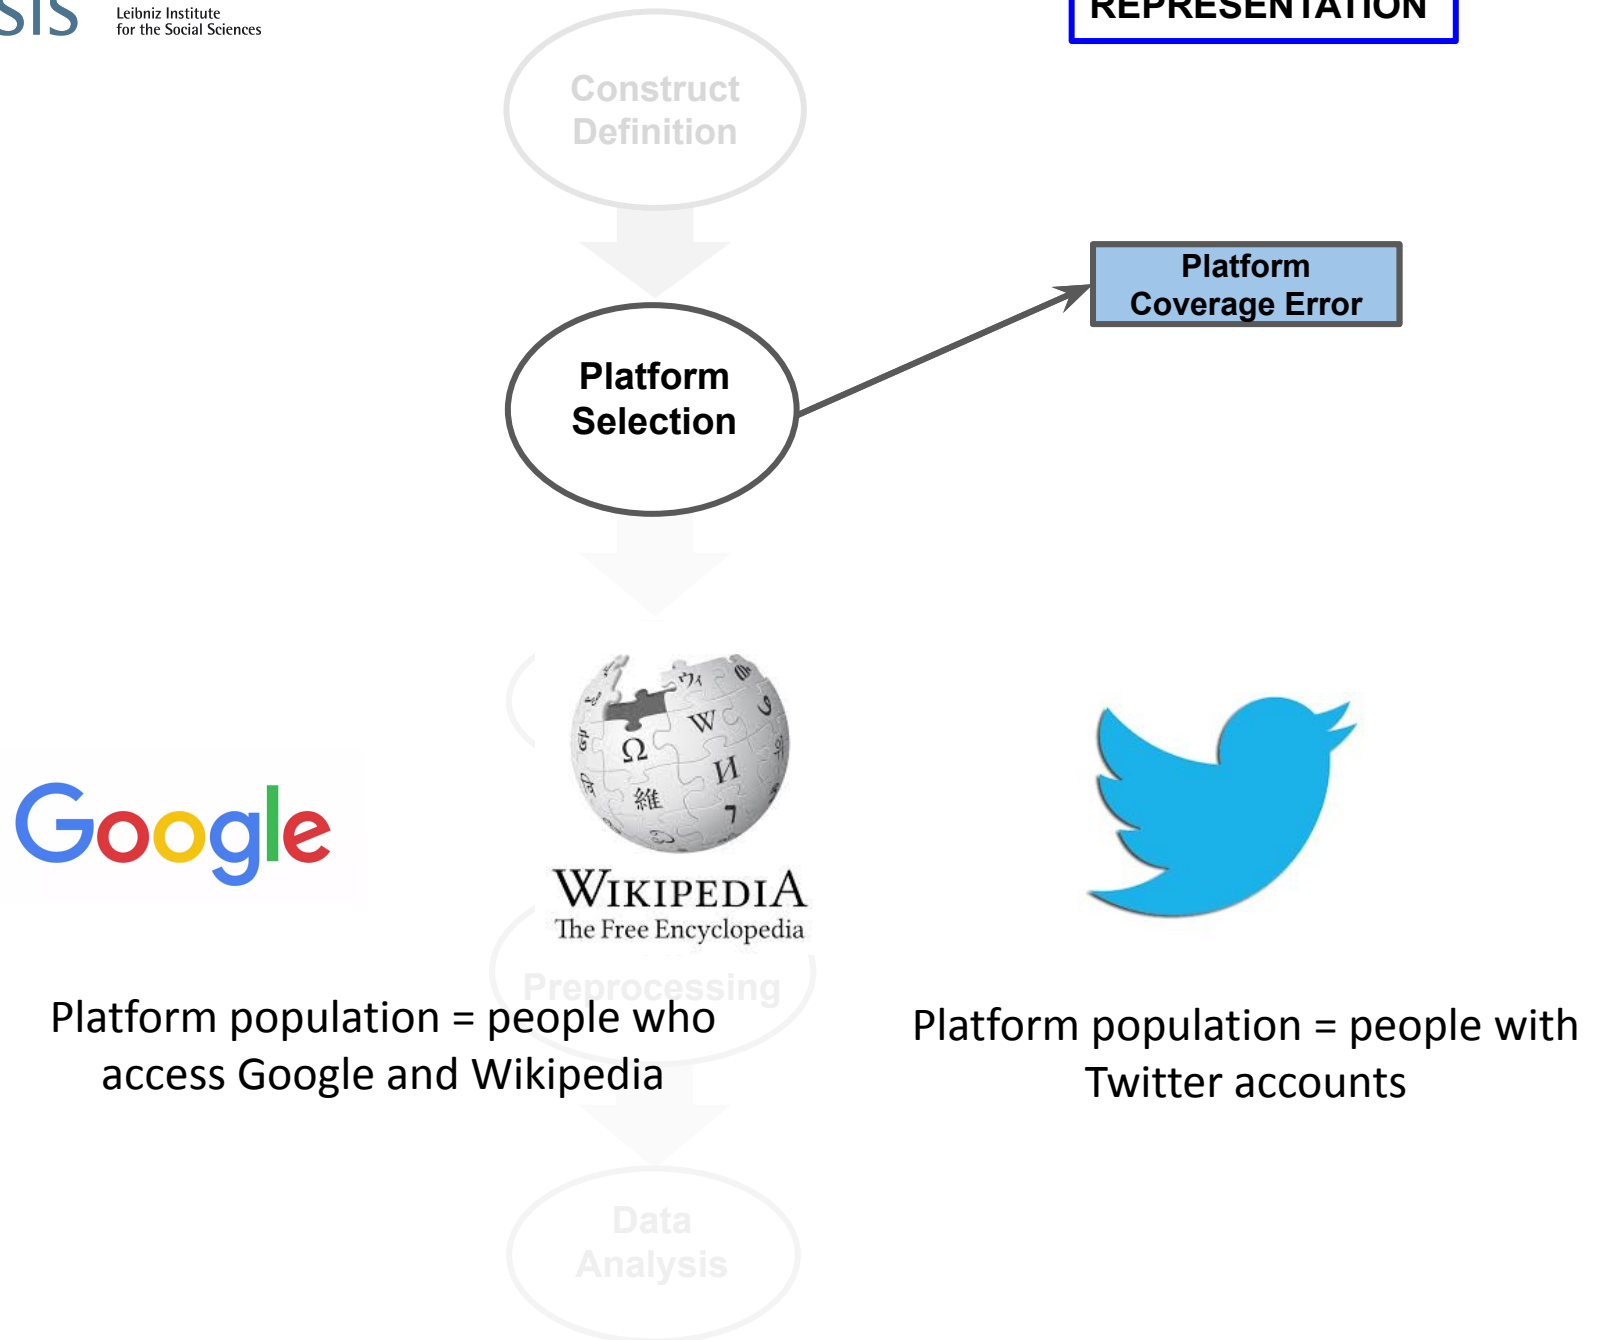 Leibniz Institute
for the Social Sciences
REPRESENTATION
Construct
Definition
Platform
Coverage Error
Platform
Selection
Google
Ω
W
И
維
WIKIPEDIA
The Free Encyclopedia
Preprocessing
Platform population = people who
access Google and Wikipedia
Platform population = people with
Twitter accounts
Data
Analysis